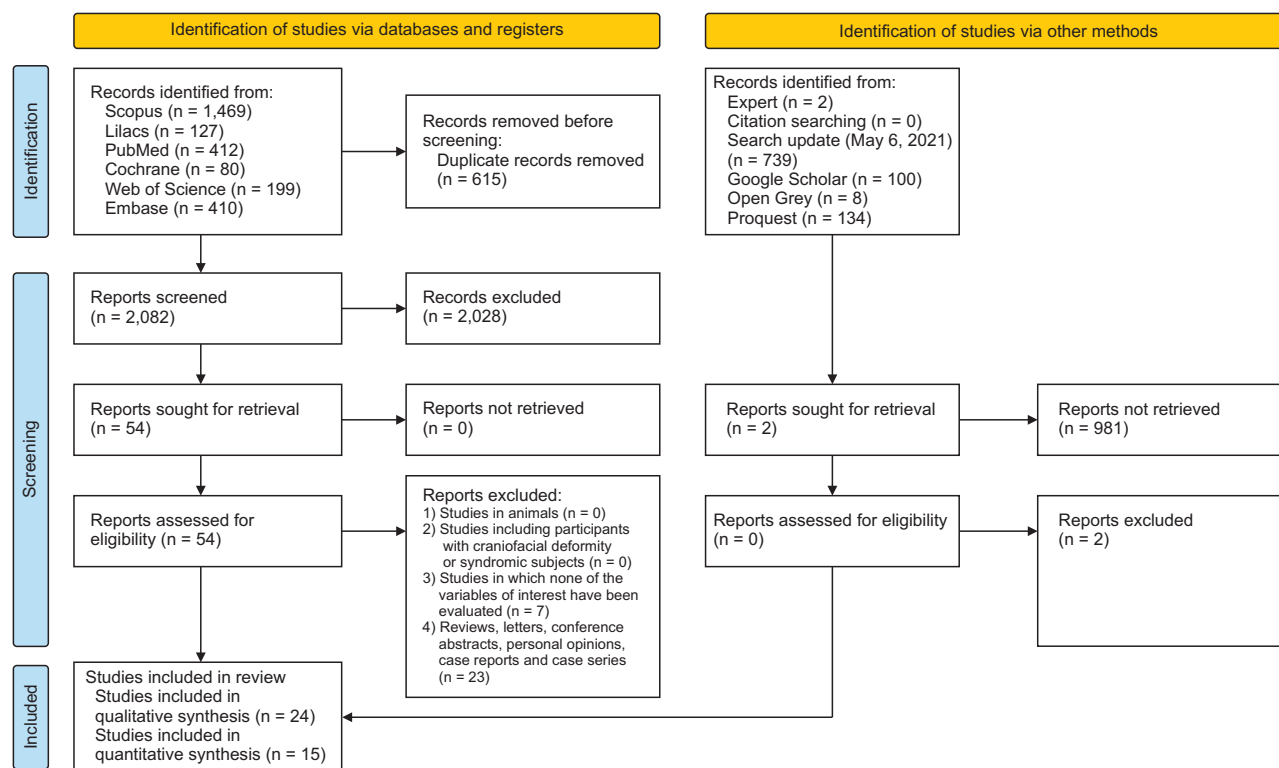 Identification of studies via databases and registers
Identification of studies via other methods
Identification
Records identified from:
Scopus (n = 1,469)
Lilacs (n = 127)
PubMed (n = 412)
Cochrane (n = 80)
Web of Science (n = 199)
Embase (n = 410)
Records removed before
screening:
Duplicate records removed
(n = 615)
Records identified from:
Expert (n = 2)
Citation searching (n = 0)
Search update (May 6, 2021)
(n = 739)
Google Scholar (n = 100)
Open Grey (n = 8)
Proquest (n = 134)
Screening
Reports screened
(n = 2,082)
Records excluded
(n = 2,028)
Reports sought for retrieval
(n = 54)
Reports not retrieved
(n = 0)
Reports sought for retrieval
(n = 2)
Reports not retrieved
(n = 981)
Reports assessed for
eligibility (n = 54)
Reports excluded:
1) Studies in animals (n = 0)
2) Studies including participants
with craniofacial deformity
or syndromic subjects (n = 0)
3) Studies in which none of the
variables of interest have been
evaluated (n = 7)
4) Reviews, letters, conference
abstracts, personal opinions,
case reports and case series
(n = 23)
Reports assessed for eligibility
(n = 0)
Reports excluded
(n = 2)
Included
Studies included in review
Studies included in
qualitative synthesis (n = 24)
Studies included in
quantitative synthesis (n = 15)